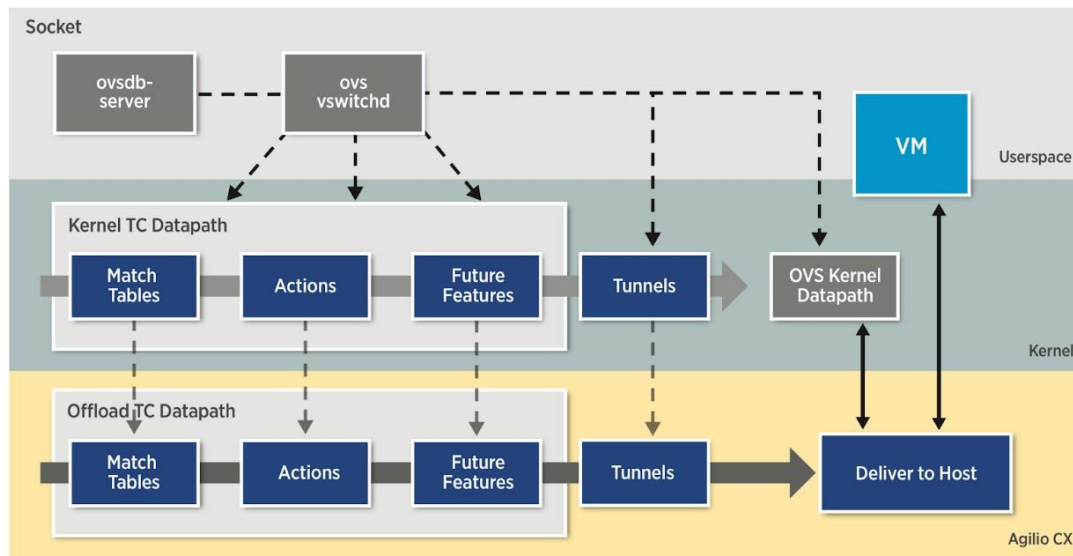 Socket
ovsdb-
server
ovs
vswitchd
VM
Userspace
Kernel TC Datapath
Match
Tables
Actions
Future
Features
Tunnels
OVS Kernel
Datapath
Kernel
Offload TC Datapath
Match
Tables
Actions
Future
Features
Tunnels
Deliver to Host
Agilio CX